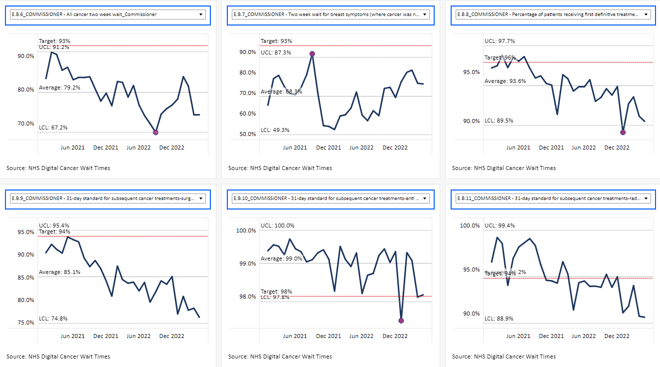 E.B.6_COMMISSIONER - All cancer two week wait_Commissioner
Target: 93%
UCL: 91.2%
90.0%
Average: 79.2%
80.0%
70.0%
LCL: 67.2%
Jun 2021 Dec 2021 Jun 2022 Dec 2022
Source: NHS Digital Cancer Wait Times
E.B.7_COMMISSIONER - Two week wait for breast symptoms (where cancer was n...
Target: 93%
90.0%
UCL: 87.3%
80.0%
70.0%
Average: 68.3%
60.0%
50.0%
LCL: 49.3%
Jun 2021 Dec 2021 Jun 2022 Dec 2022
Source: NHS Digital Cancer Wait Times
E.B.8_COMMISSIONER - Percentage of patients receiving first definitive treatme...
UCL: 97.7%
Target: 96%
95.0%
Average: 93.6%
90.0%
LCL: 89.5%
Jun 2021 Dec 2021 Jun 2022 Dec 2022
Source: NHS Digital Cancer Wait Times
E.B.9_COMMISSIONER - 31-day standard for subsequent cancer treatments-surg...
UCL: 95.4%
95.0%
Target: 94%
90.0%
Average: 85.1%
85.0%
80.0%
75.0%
LCL: 74.8%
Jun 2021 Dec 2021 Jun 2022 Dec 2022
Source: NHS Digital Cancer Wait Times
E.B.10_COMMISSIONER - 31-day standard for subsequent cancer treatments-anti ...
100.0%
UCL: 100.0%
99.0%
Average: 99.0%
Target: 98%
98.0%
LCL: 97.8%
Jun 2021 Dec 2021 Jun 2022 Dec 2022
Source: NHS Digital Cancer Wait Times
E.B.11_COMMISSIONER - 31-day standard for subsequent cancer treatments-rad...
100.0%
UCL: 99.4%
95.0%
Target: 94%
90.0%
LCL: 88.9%
Jun 2021 Dec 2021 Jun 2022 Dec 2022
Source: NHS Digital Cancer Wait Times